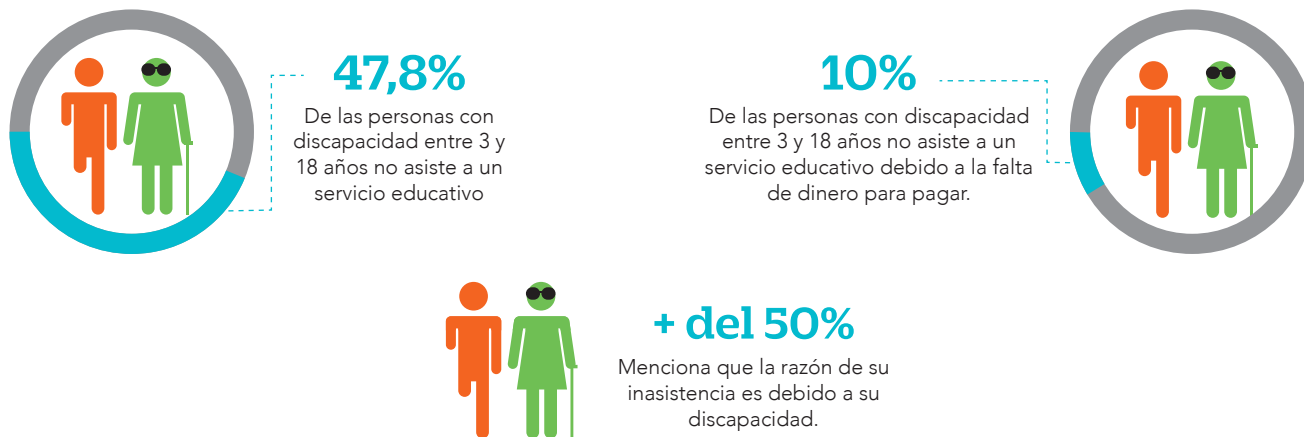 47,8%
De las personas con
discapacidad entre 3 y
18 años no asiste a un
servicio educativo
10%
De las personas con discapacidad
entre 3 y 18 años no asiste a un
servicio educativo debido a la falta
de dinero para pagar.
+ del 50%
Menciona que la razón de su
inasistencia es debido a su
discapacidad.